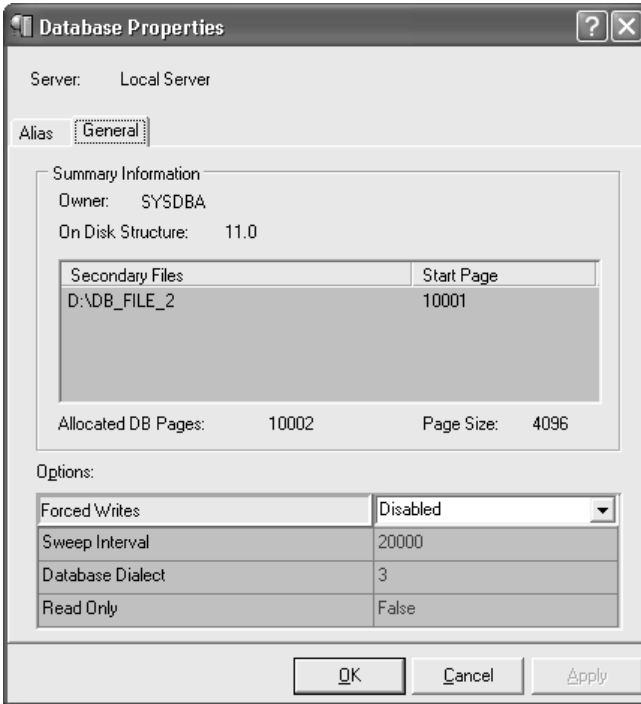 Database Properties
Server: Local Server
Alias General
Summary Information
Owner: SYSDBA
On Disk Structure: 11.0
Secondary Files Start Page
D:\DB_FILE_2 10001
Allocated DB Pages: 10002 Page Size: 4096
Options:
Forced Writes Disabled
Sweep Interval 20000
Database Dialect 3
Read Only False
OK Cancel Apply